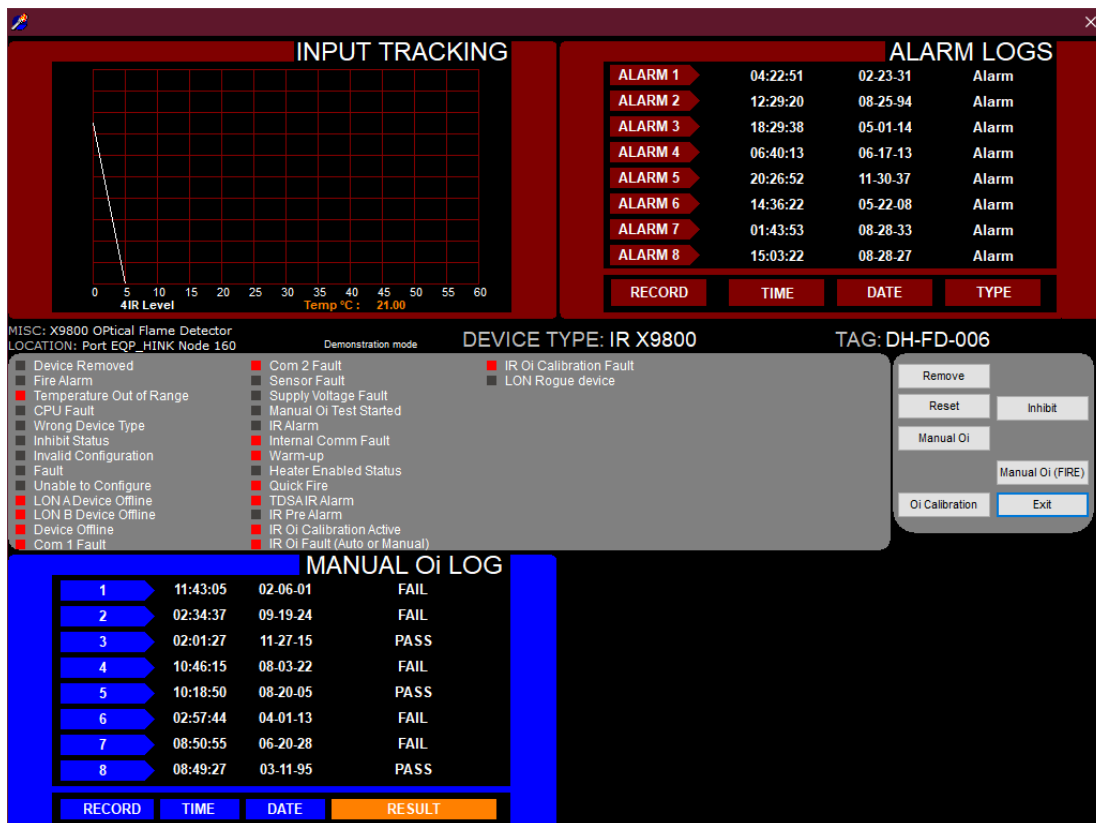 INPUT TRACKING
0 5 10 15 20 25 30 35 40 45 50 55 60
4IR Level Temp °C : 21.00
ALARM LOGS
ALARM 1 04:22:51 02-23-31 Alarm
ALARM 2 12:29:20 08-25-94 Alarm
ALARM 3 18:29:38 05-01-14 Alarm
ALARM 4 06:40:13 06-17-13 Alarm
ALARM 5 20:26:52 11-30-37 Alarm
ALARM 6 14:36:22 05-22-08 Alarm
ALARM 7 01:43:53 08-28-33 Alarm
ALARM 8 15:03:22 08-28-27 Alarm
RECORD TIME DATE TYPE
MISC: X9800 OPtical Flame Detector
LOCATION: Port EQP_HINK Node 160
Demonstration mode
DEVICE TYPE: IR X9800
TAG: DH-FD-006
Device Removed
Fire Alarm
Temperature Out of Range
CPU Fault
Wrong Device Type
Inhibit Status
Invalid Configuration
Fault
Unable to Configure
LON A Device Offline
LON B Device Offline
Device Offline
Com 1 Fault
Com 2 Fault
Sensor Fault
Supply Voltage Fault
Manual Oi Test Started
IR Alarm
Internal Comm Fault
Warm-up
Heater Enabled Status
Quick Fire
TDSA IR Alarm
IR Pre Alarm
IR Oi Calibration Active
IR Oi Fault (Auto or Manual)
IR Oi Calibration Fault
LON Rogue device
Remove
Reset Inhibit
Manual Oi
Manual Oi (FIRE)
Oi Calibration Exit
MANUAL Oi LOG
1 11:43:05 02-06-01 FAIL
2 02:34:37 09-19-24 FAIL
3 02:01:27 11-27-15 PASS
4 10:46:15 08-03-22 FAIL
5 10:18:50 08-20-05 PASS
6 02:57:44 04-01-13 FAIL
7 08:50:55 06-20-28 FAIL
8 08:49:27 03-11-95 PASS
RECORD TIME DATE RESULT